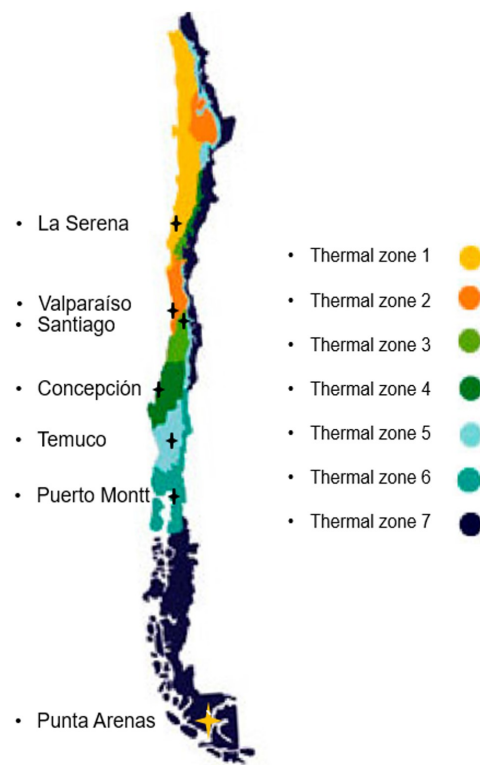 • La Serena
• Valparaíso
• Santiago
• Concepción
• Temuco
• Puerto Montt
• Punta Arenas
• Thermal zone 1
• Thermal zone 2
• Thermal zone 3
• Thermal zone 4
• Thermal zone 5
• Thermal zone 6
• Thermal zone 7